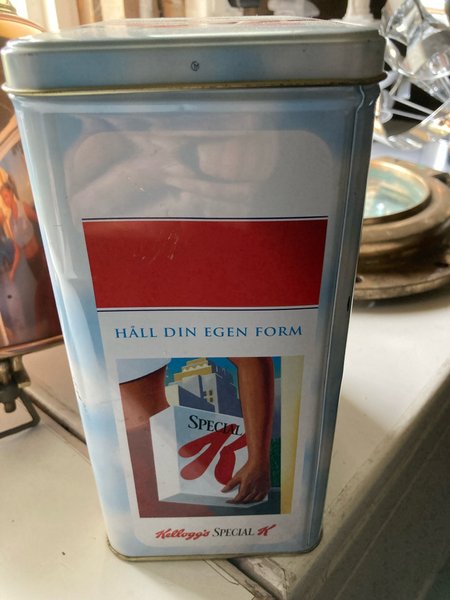 HÅLL DIN EGEN FORM
SPECIAL
K
Kellogg's SPECIAL K